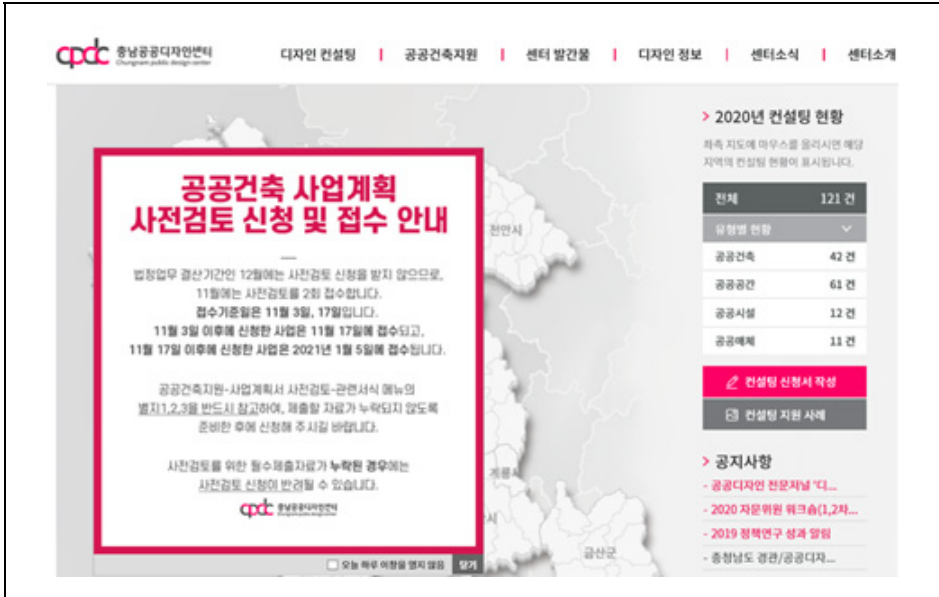 cpdc 충남공공디자인센터
Chungnam public design center
디자인 컨설팅 | 공공건축지원 | 센터 발간물 | 디자인 정보 | 센터소식 | 센터소개
공공건축 사업계획
사전검토 신청 및 접수 안내
법정업무 결산기간인 12월에는 사전검토 신청을 받지 않으므로,
11월에는 사전검토를 2회 접수합니다.
접수기준일은 11월 3일, 17일입니다.
11월 3일 이후에 신청한 사업은 11월 17일에 접수되고,
11월 17일 이후에 신청한 사업은 2021년 1월 5일에 접수됩니다.
공공건축지원-사업계획서 사전검토-관련서식 메뉴의
별지1,2,3을 반드시 참고하여, 제출할 자료가 누락되지 않도록
준비한 후에 신청해 주시길 바랍니다.
사전검토를 위한 필수제출자료가 누락된 경우에는
사전검토 신청이 반려될 수 있습니다.
cpdc 충남공공디자인센터
오늘 하루 이창을 열지 않음 닫기
천안시
계룡시
시
금산군
> 2020년 컨설팅 현황
좌측 지도에 마우스를 올리시면 해당
지역의 컨설팅 현황이 표시됩니다.
전체 121 건
유형별 현황
공공건축 42 건
공공공간 61 건
공공시설 12 건
공공매체 11 건
컨설팅 신청서 작성
컨설팅 지원 사례
> 공지사항
- 공공디자인 전문저널 "디...
- 2020 자문위원 워크숍(1,2차...
- 2019 정책연구 성과 알림
- 충청남도 경관/공공디자...